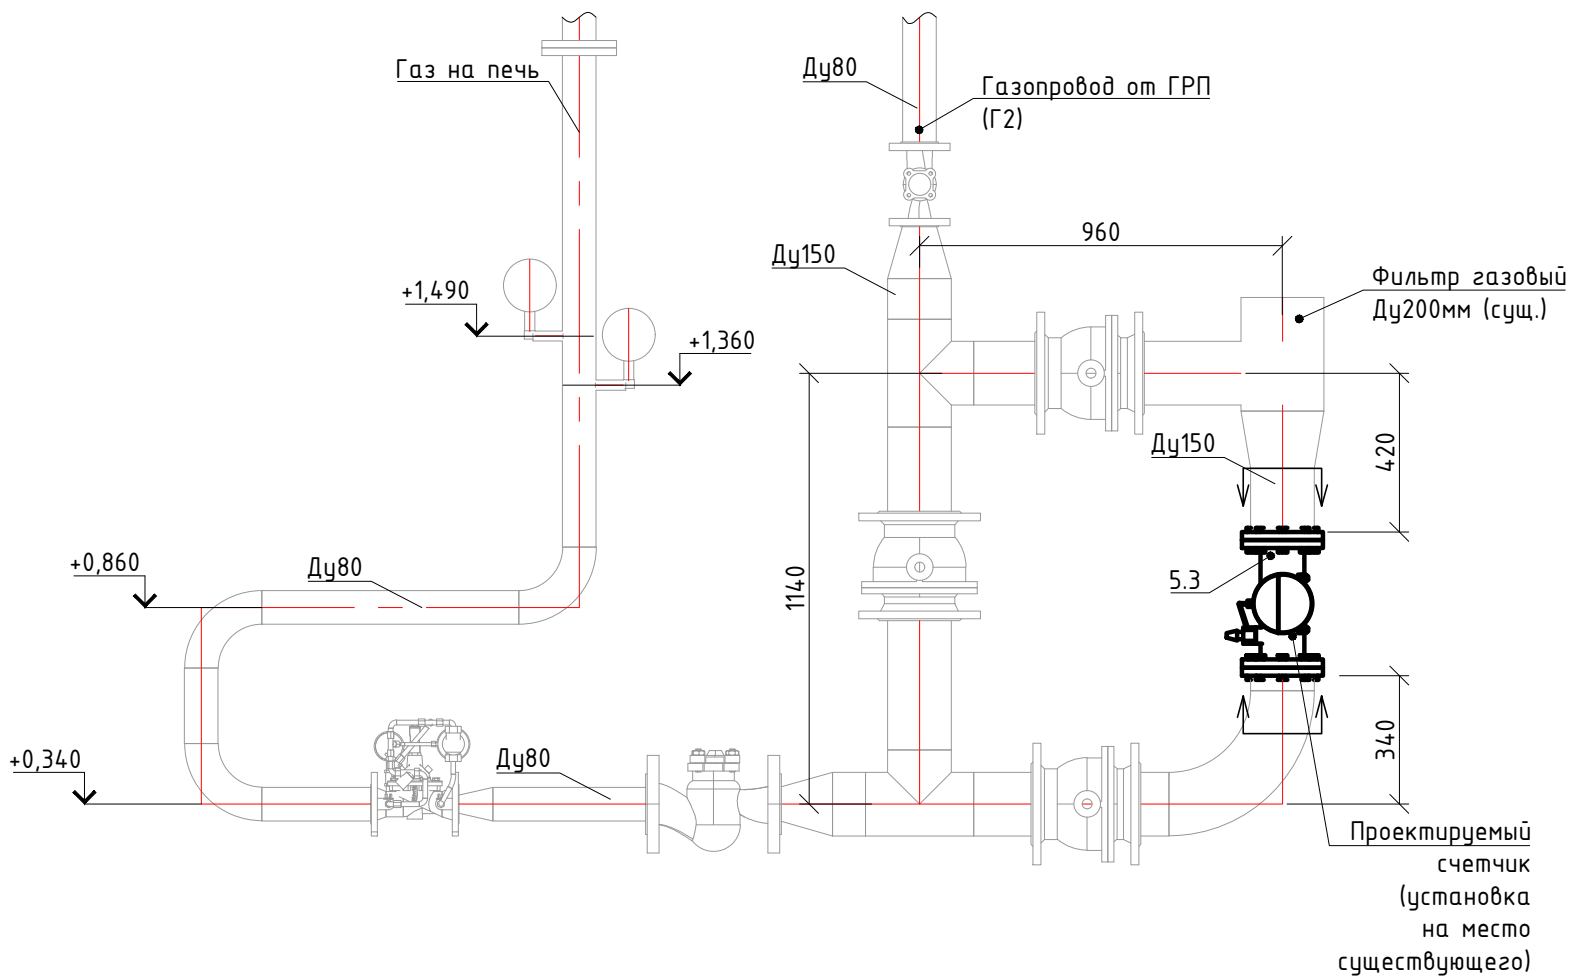 Газ на печь
Ду80
Газопровод от ГРП
(Г2)
960
Ду150
Фильтр газовый
Ду200мм (сущ.)
+1,490
+1,360
Ду150
420
+0,860
Ду80
1140
5.3
+0,340
Ду80
340
Проектируемый
счетчик
(установка
на место
существующего)